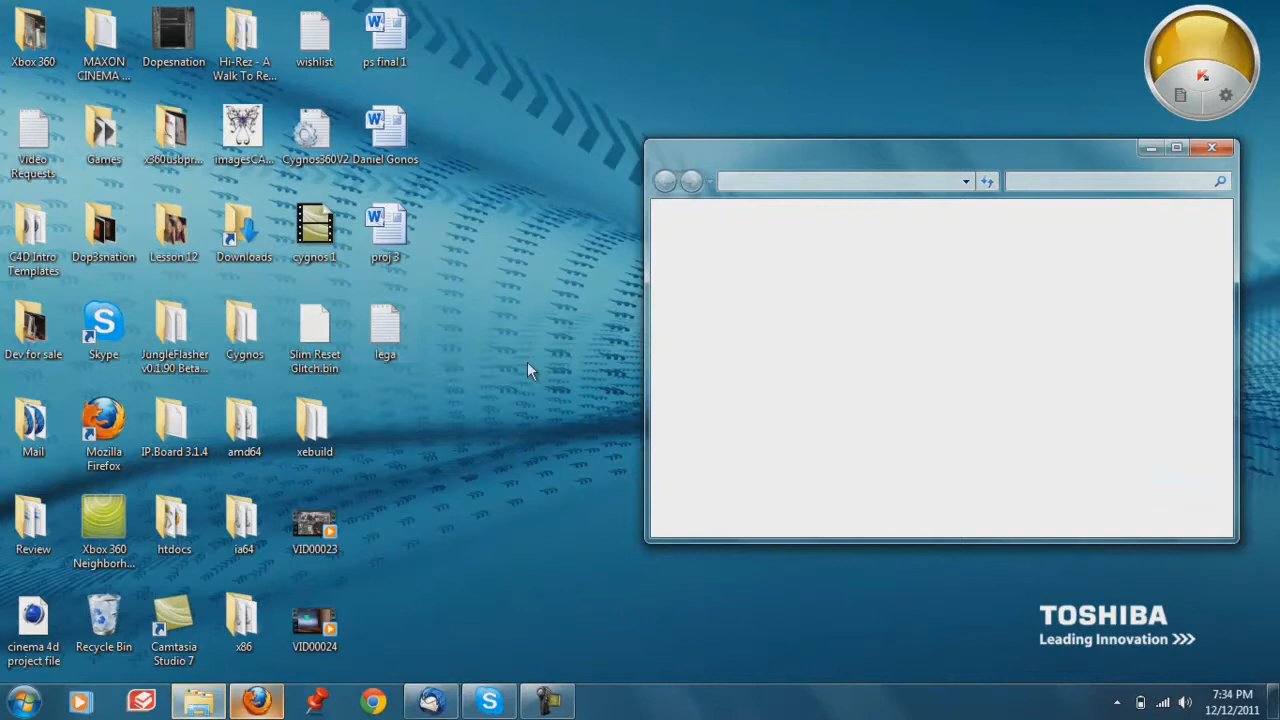 Xbox 360
MAXON
CINEMA ...
Dopesnation
Hi-Rez - A
Walk To Re...
wishlist
ps final 1
Video
Requests
Games
x360usbpr...
imagesCA...
Cygnos360V2
Daniel Gonos
C4D Intro
Templates
Dop3snation
Lesson 12
Downloads
cygnos 1
proj 3
Dev for sale
Skype
JungleFlasher
v0.1.90 Beta...
Cygnos
Slim Reset
Glitch.bin
lega
Mail
Mozilla
Firefox
IP.Board 3.1.4
amd64
xebuild
Review
Xbox 360
Neighborh...
htdocs
ia64
VID00023
cinema 4d
project file
Recycle Bin
Camtasia
Studio 7
x86
VID00024
TOSHIBA
Leading Innovation >>>
7:34 PM
12/12/2011